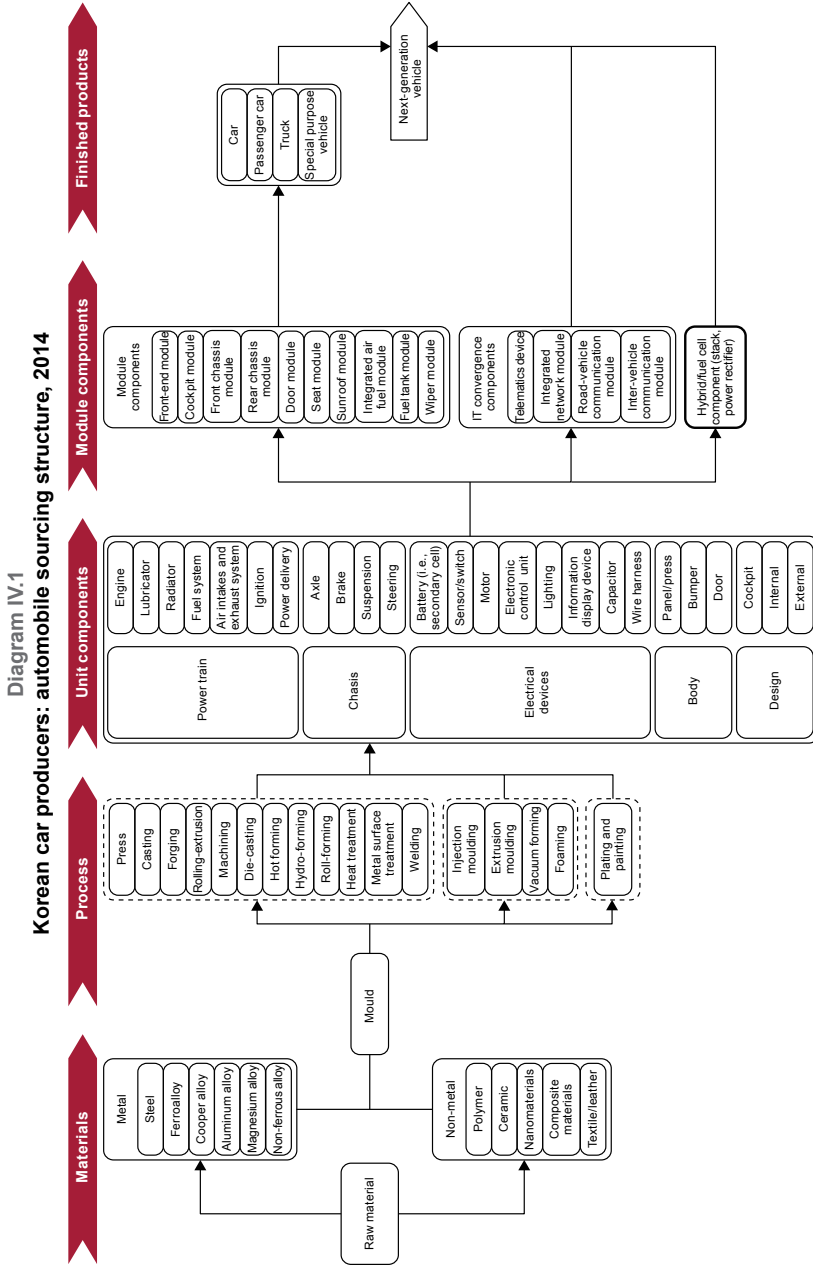 Diagram IV.1
Korean car producers: automobile sourcing structure, 2014
Materials
Process
Unit components
Module components
Finished products
Raw material
Metal
Steel
Ferroalloy
Cooper alloy
Aluminum alloy
Magnesium alloy
Non-ferrous alloy
Non-metal
Polymer
Ceramic
Nanomaterials
Composite
materials
Textile/leather
Mould
Press
Casting
Forging
Rolling-extrusion
Machining
Die-casting
Hot forming
Hydro-forming
Roll-forming
Heat treatment
Metal surface
treatment
Welding
Injection
moulding
Extrusion
moulding
Vacuum forming
Foaming
Plating and
painting
Power train
Engine
Lubricator
Radiator
Fuel system
Air intakes and
exhaust system
Ignition
Power delivery
Chasis
Axle
Brake
Suspension
Steering
Electrical
devices
Battery (i.e.,
secondary cell)
Sensor/switch
Motor
Electronic
control unit
Lighting
Information
display device
Capacitor
Wire harness
Body
Panel/press
Bumper
Door
Design
Cockpit
Internal
External
Module
components
Front-end module
Cockpit module
Front chassis
module
Rear chassis
module
Door module
Seat module
Sunroof module
Integrated air
fuel module
Fuel tank module
Wiper module
IT convergence
components
Telematics device
Integrated
network module
Road-vehicle
communication
module
Inter-vehicle
communication
module
Hybrid/fuel cell
component (stack,
power rectifier)
Car
Passenger car
Truck
Special purpose
vehicle
Next-generation
vehicle